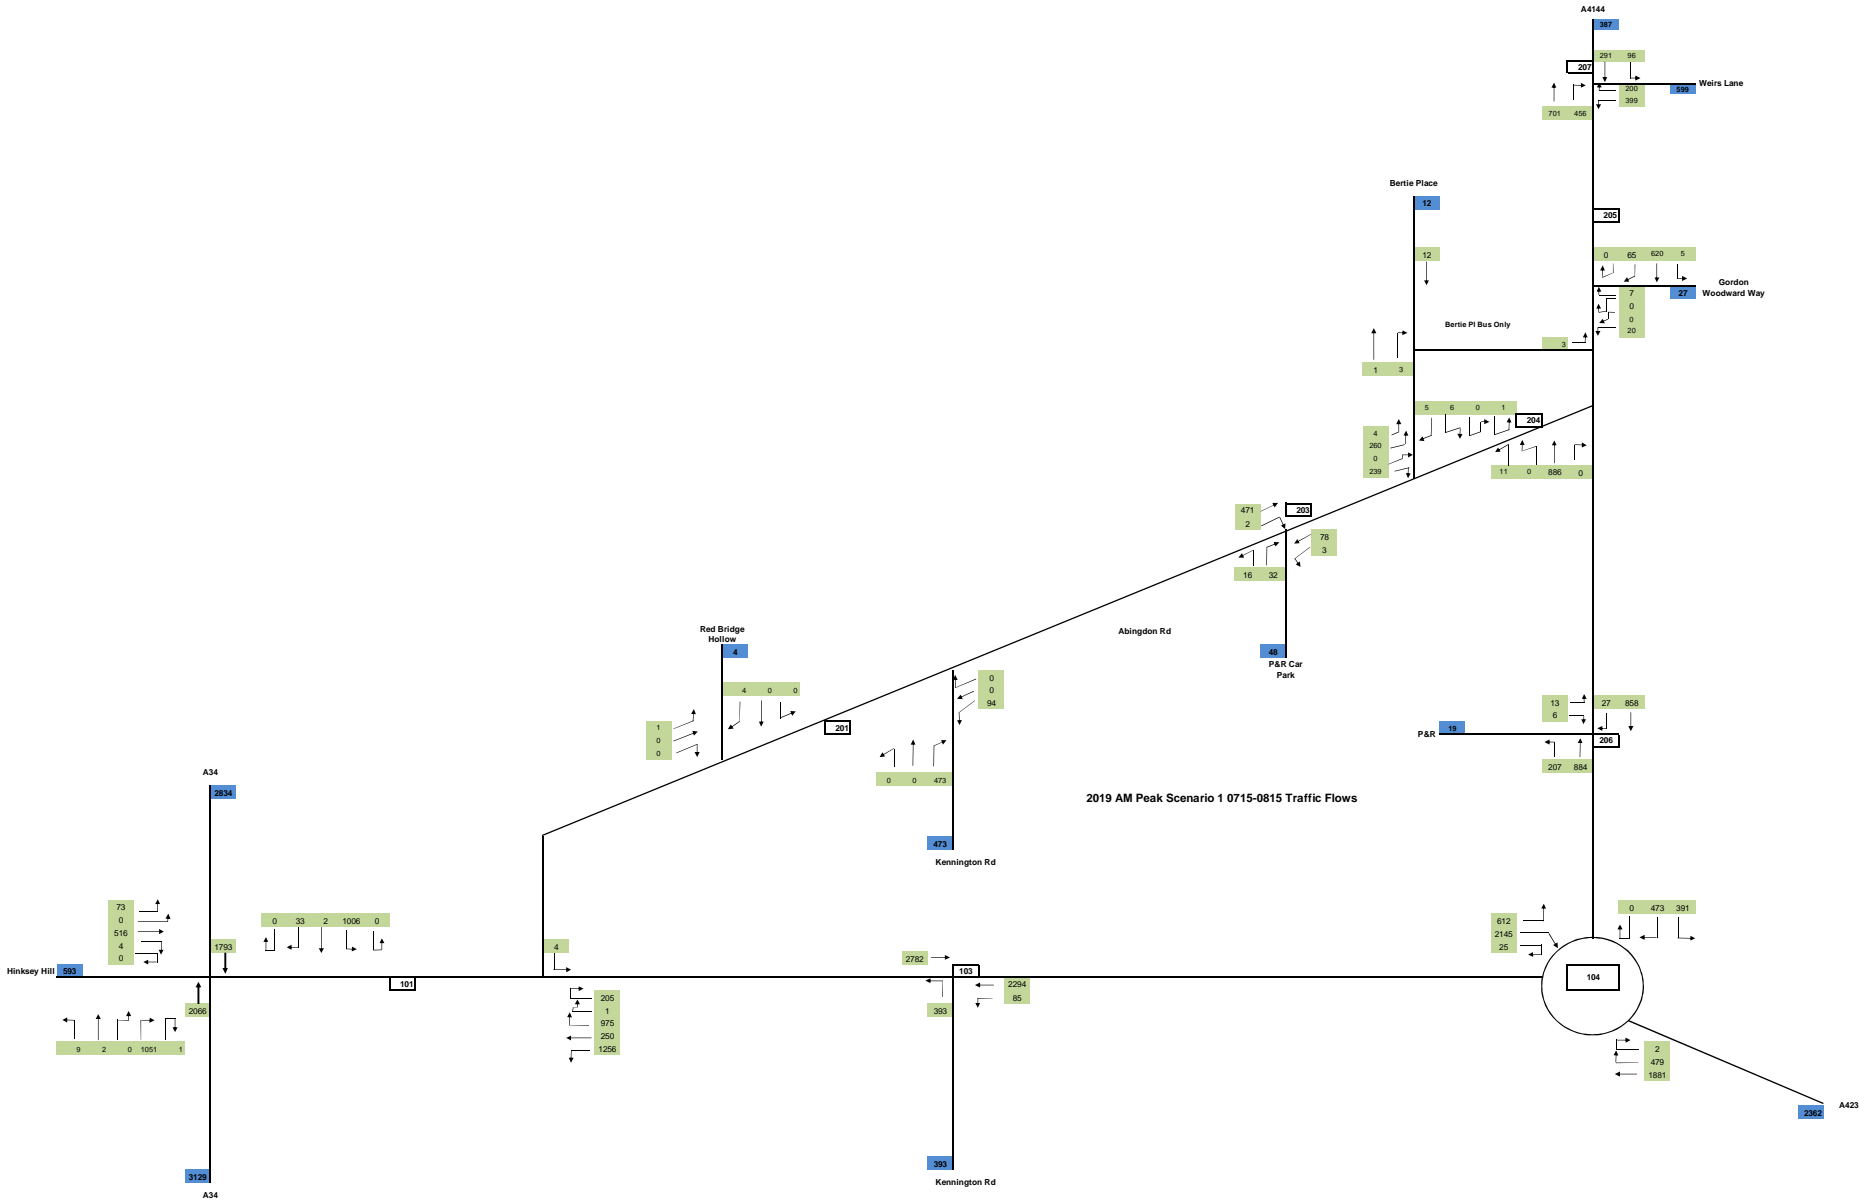 A4144
387
291 96
207
Weirs Lane
200
599
399
701 456
Bertie Place
12
205
12
0 65 620 5
Gordon
Woodward Way
7
27
0
0
20
Bertie Pl Bus Only
3
1 3
5 6 0 1
204
4
260
0
239
11 0 886 0
471
203
2
78
3
16 32
Abingdon Rd
Red Bridge
Hollow
4
48
P&R Car
Park
0
0
94
4 0 0
1
0
0
201
13
27 858
6
P&R
19
206
207 884
0 0 473
A34
2834
2019 AM Peak Scenario 1 0715-0815 Traffic Flows
473
Kennington Rd
73
0
516
4
0
0 33 2 1006 0
1793
4
612
2145
25
0 473 391
2782
Hinksey Hill
593
101
103
104
2294
85
205
1
975
250
1256
2066
393
9 2 0 1051 1
2
479
1881
2362
A423
393
3129
Kennington Rd
A34